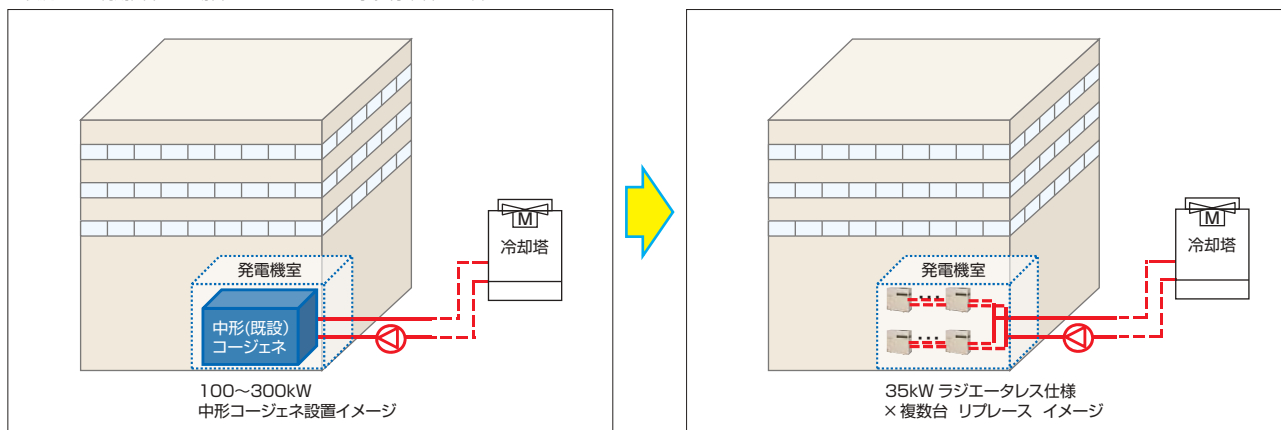 発電機室
中形(既設)
コージェネ
M
冷却塔
100～300kW
中形コージェネ設置イメージ
発電機室
M
冷却塔
35kW ラジエータレス仕様
×複数台 リプレース イメージ